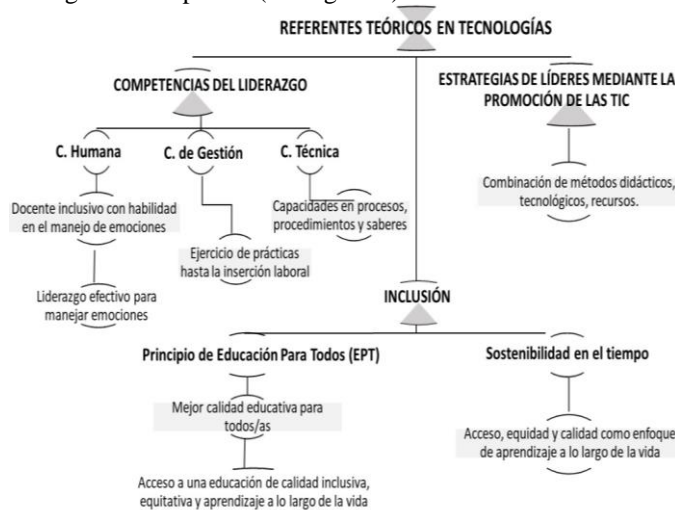 REFERENTES TEÓRICOS EN TECNOLOGÍAS
COMPETENCIAS DEL LIDERAZGO
ESTRATEGIAS DE LÍDERES MEDIANTE LA
PROMOCIÓN DE LAS TIC
C. Humana
C. de Gestión
C. Técnica
Docente inclusivo con habilidad
en el manejo de emociones
Capacidades en procesos,
procedimientos y saberes
Combinación de métodos didácticos,
tecnológicos, recursos.
Ejercicio de prácticas
hasta la inserción laboral
Liderazgo efectivo para
manejar emociones
INCLUSIÓN
Principio de Educación Para Todos (EPT)
Sostenibilidad en el tiempo
Mejor calidad educativa para
todos/as
Acceso, equidad y calidad como enfoque
de aprendizaje a lo largo de la vida
Acceso a una educación de calidad inclusiva,
equitativa y aprendizaje a lo largo de la vida